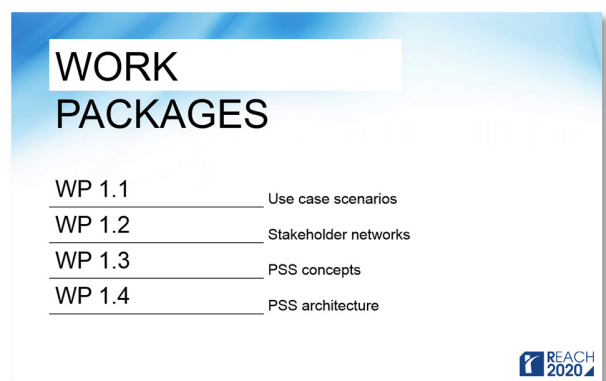 WORK
PACKAGES
WP 1.1
Use case scenarios
WP 1.2
Stakeholder networks
WP 1.3
PSS concepts
WP 1.4
PSS architecture
REACH
2020